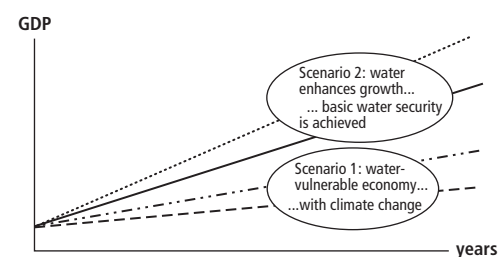 GDP
Scenario 2: water
enhances growth...
... basic water security
is achieved
Scenario 1: water-
vulnerable economy...
...with climate change
years